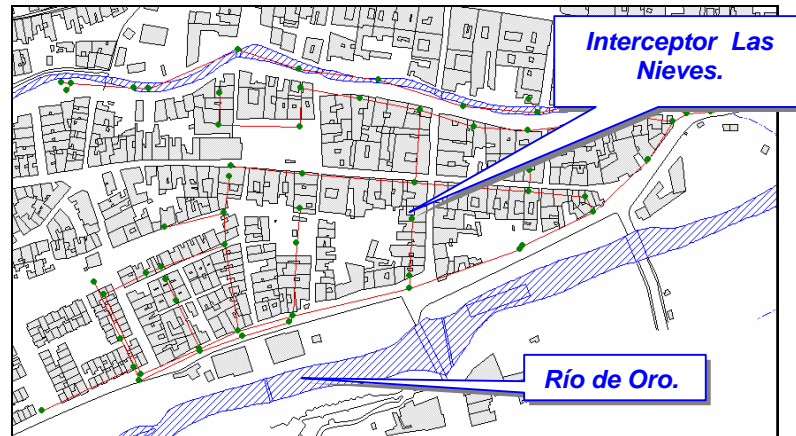 Interceptor Las
Nieves.
Río de Oro.